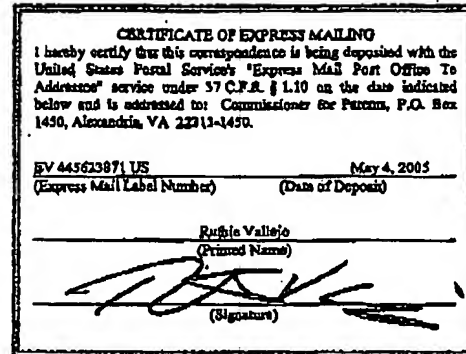 CERTIFICATE OF EXPRESS MAILING
I hereby certify that this correspondence is being deposited with the
United States Postal Service's "Express Mail Post Office To
Addressee" service under 37 C.F.R. § 1.10 on the date indicated
below and is addressed to: Commissioner for Patents, P.O. Box
1450, Alexandria, VA 22313-1450.
EV 445623871 US May 4, 2005
(Express Mail Label Number) (Date of Deposit)
Vallejo
(Printed Name)
(Signature)